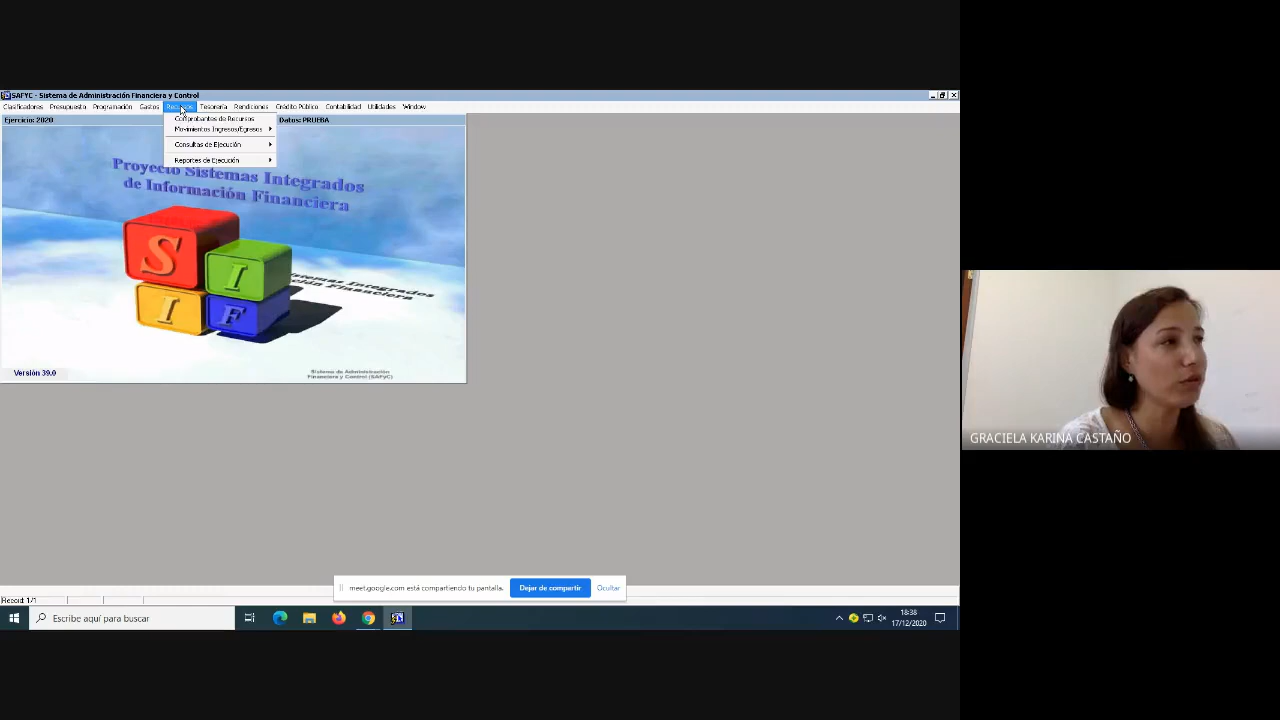 SAFYC - Sistema de Administración Financiera y Control
Clasificadores Presupuesto Programación Gastos Recursos Tesorería Rendiciones Crédito Público Contabilidad Utilidades Window
Ejercicio: 2020
Datos: PRUEBA
Comprobantes de Recursos
Movimientos Ingresos/Egresos
Consultas de Ejecución
Reportes de Ejecución
Proyecto Sistemas Integrados
de Información Financiera
S
I
I
F
Sistemas Integrados
Financiera
Versión 39.0
Sistema de Administración
Financiera y Control (SAFyC)
GRACIELA KARINA CASTAÑO
meet.google.com está compartiendo tu pantalla.
Dejar de compartir
Ocultar
Record: 1/1
Escribe aquí para buscar
18:38
17/12/2020